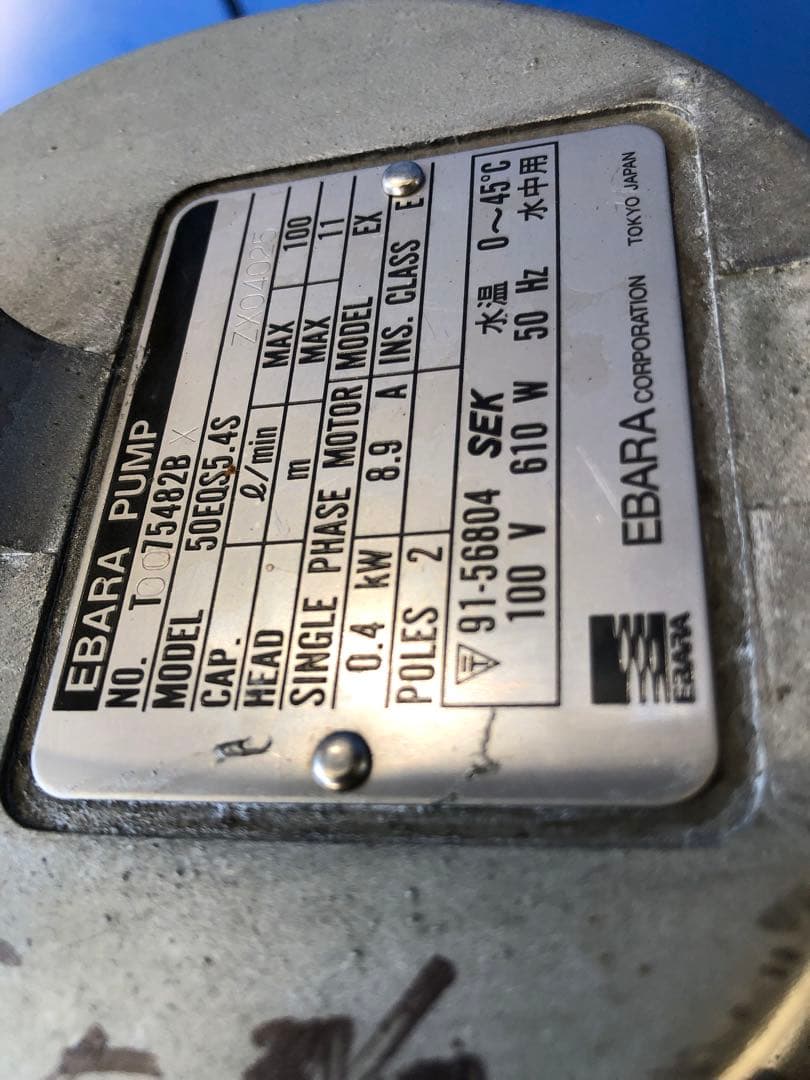 EBARA PUMP
NO. T0075482B X ZX04025
MODEL 50EQS5.4S
CAP. ℓ/min MAX 100
HEAD m MAX 11
SINGLE PHASE MOTOR MODEL EX
0.4 kW 8.9 A INS. CLASS E
POLES 2
91-56804 SEK 水温 0~45°C
100 V 610 W 50 Hz 水中用
EBARA
EBARA CORPORATION TOKYO JAPAN